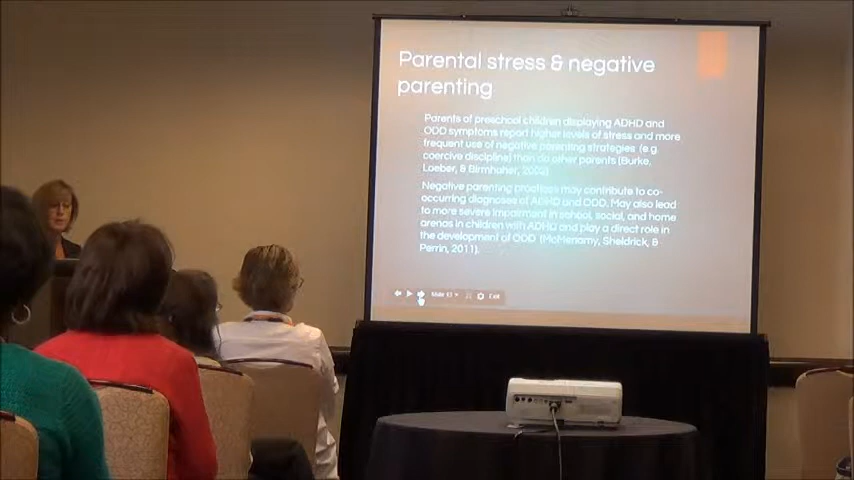 Parental stress & negative
parenting
Parents of preschool children displaying ADHD and
ODD symptoms report higher levels of stress and more
frequent use of negative parenting strategies (e.g.
coercive discipline) than do other parents (Burke,
Loeber, & Birmhaher, 2002)
Negative parenting practices may contribute to co-
occurring diagnoses of ADHD and ODD. May also lead
to more severe impairment in school, social, and home
arenas in children with ADHD and play a direct role in
the development of ODD (McMenamy, Sheldrick, &
Perrin, 2011).
Slide 13 Exit